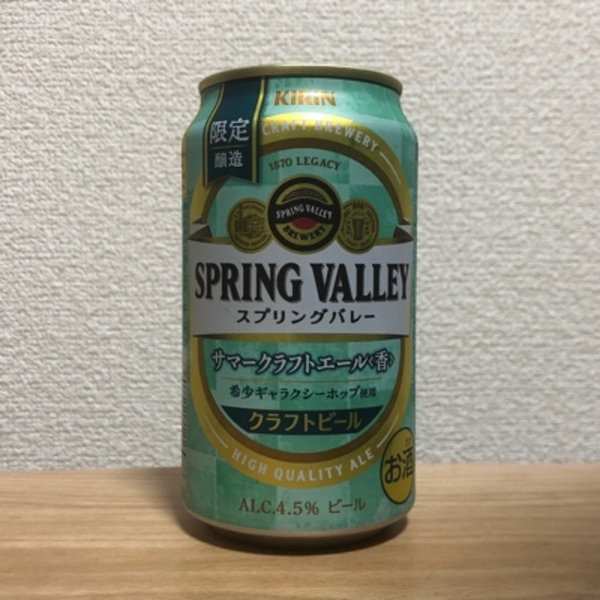 KIRIN
限定
醸造
CRAFT BREWERY
1870 LEGACY
SPRING VALLEY
BREWERY
SPRING VALLEY
スプリングバレー
サマークラフトエール〈香〉
希少ギャラクシーホップ使用
クラフトビール
HIGH QUALITY ALE
お酒
ALC.4.5% ビール